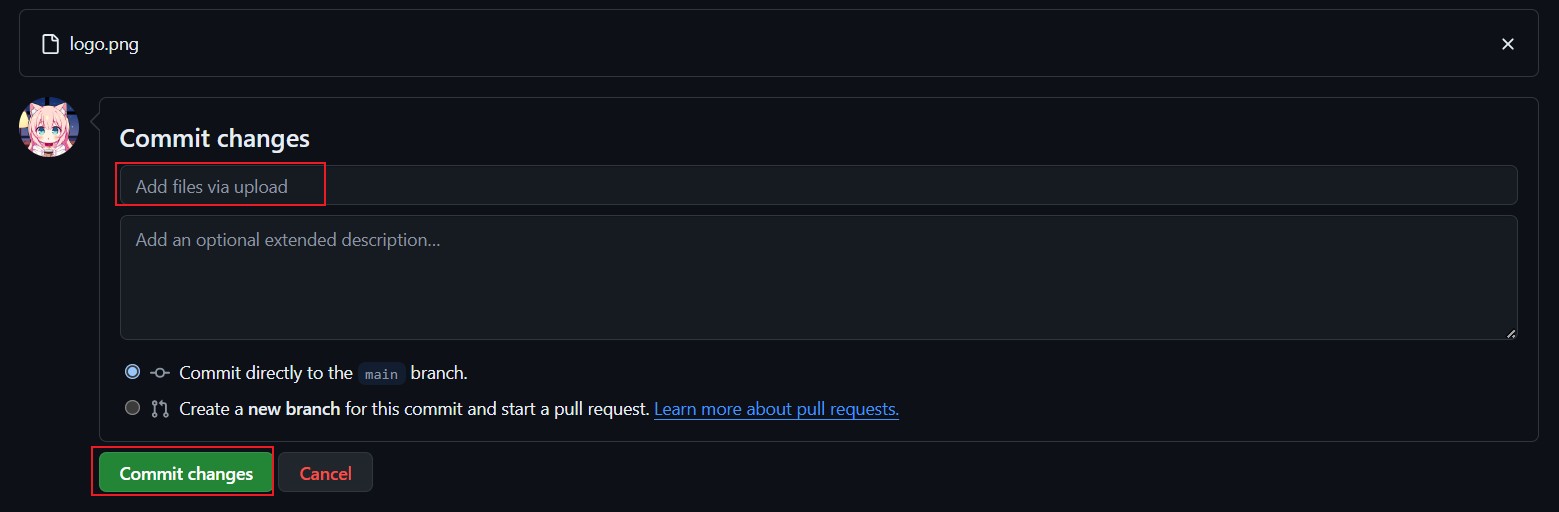 logo.png
Commit changes
Add files via upload
Add an optional extended description...
Commit directly to the main branch.
Create a new branch for this commit and start a pull request. Learn more about pull requests.
Commit changes Cancel